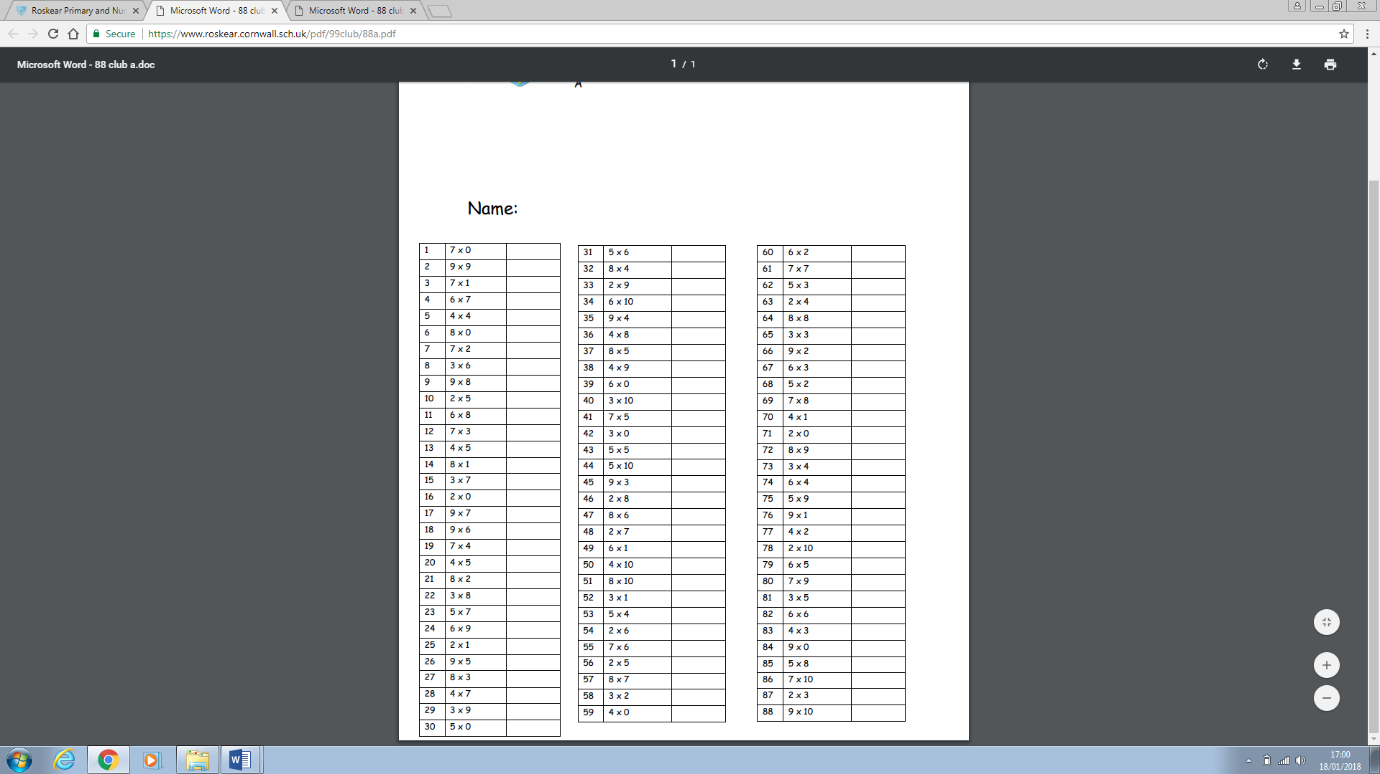 Roskear Primary and Nu
Microsoft Word - 88 club
Microsoft Word - 88 club
Secure https://www.roskear.cornwall.sch.uk/pdf/99club/88a.pdf
Microsoft Word - 88 club a.doc
1 / 1
A
Name:
1 7 x 0
2 9 x 9
3 7 x 1
4 6 x 7
5 4 x 4
6 8 x 0
7 7 x 2
8 3 x 6
9 9 x 8
10 2 x 5
11 6 x 8
12 7 x 3
13 4 x 5
14 8 x 1
15 3 x 7
16 2 x 0
17 9 x 7
18 9 x 6
19 7 x 4
20 4 x 5
21 8 x 2
22 3 x 8
23 5 x 7
24 6 x 9
25 2 x 1
26 9 x 5
27 8 x 3
28 4 x 7
29 3 x 9
30 5 x 0
31 5 x 6
32 8 x 4
33 2 x 9
34 6 x 10
35 9 x 4
36 4 x 8
37 8 x 5
38 4 x 9
39 6 x 0
40 3 x 10
41 7 x 5
42 3 x 0
43 5 x 5
44 5 x 10
45 9 x 3
46 2 x 8
47 8 x 6
48 2 x 7
49 6 x 1
50 4 x 10
51 8 x 10
52 3 x 1
53 5 x 4
54 2 x 6
55 7 x 6
56 2 x 5
57 8 x 7
58 3 x 2
59 4 x 0
60 6 x 2
61 7 x 7
62 5 x 3
63 2 x 4
64 8 x 8
65 3 x 3
66 9 x 2
67 6 x 3
68 5 x 2
69 7 x 8
70 4 x 1
71 2 x 0
72 8 x 9
73 3 x 4
74 6 x 4
75 5 x 9
76 9 x 1
77 4 x 2
78 2 x 10
79 6 x 5
80 7 x 9
81 3 x 5
82 6 x 6
83 4 x 3
84 9 x 0
85 5 x 8
86 7 x 10
87 2 x 3
88 9 x 10
17:00
18/01/2018